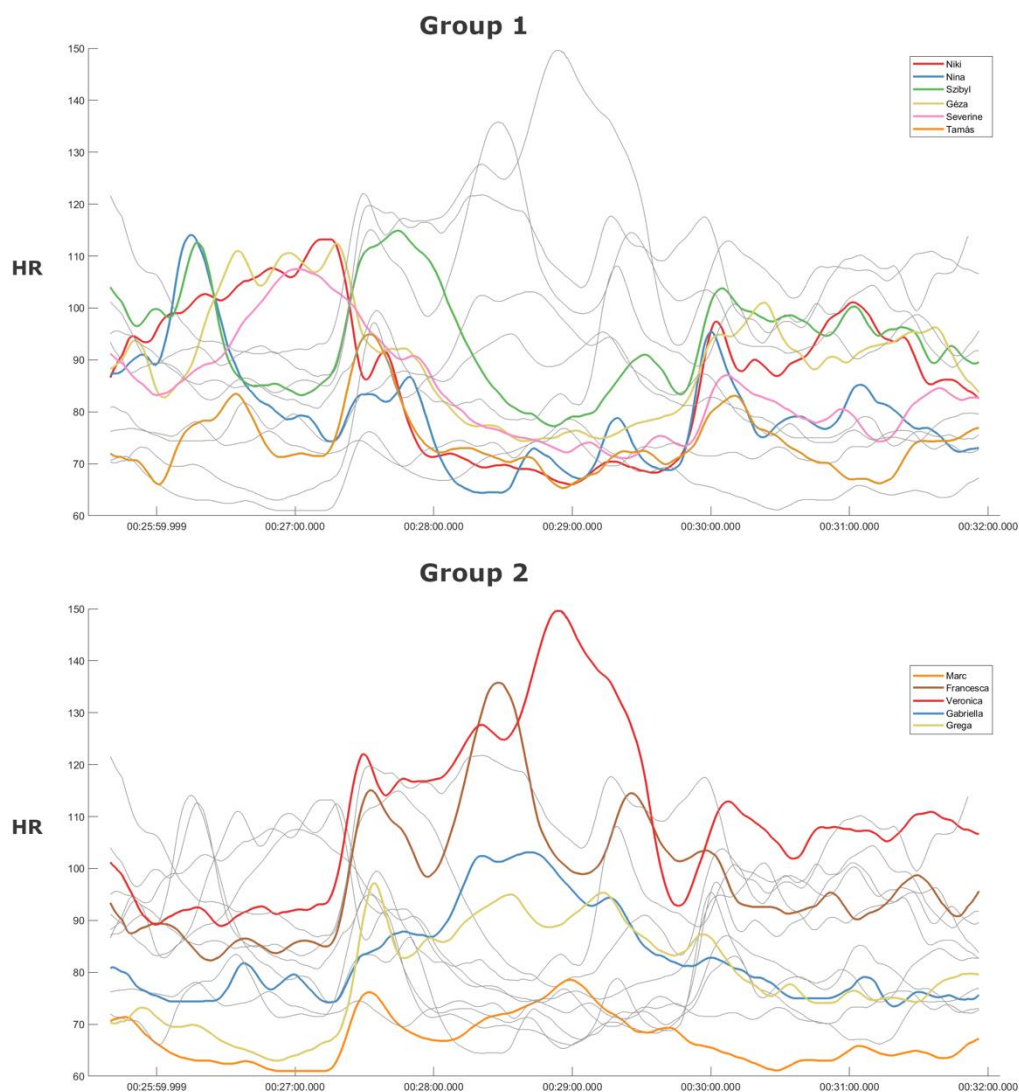 Group 1
150
140
130
120
110
100
90
80
70
60
HR
Niki
Nina
Szibyl
Géza
Severine
Tamás
00:25:59.999
00:27:00.000
00:28:00.000
00:29:00.000
00:30:00.000
00:31:00.000
00:32:00.000
Group 2
150
140
130
120
110
100
90
80
70
60
HR
Marc
Francesca
Veronica
Gabriella
Grega
00:25:59.999
00:27:00.000
00:28:00.000
00:29:00.000
00:30:00.000
00:31:00.000
00:32:00.000